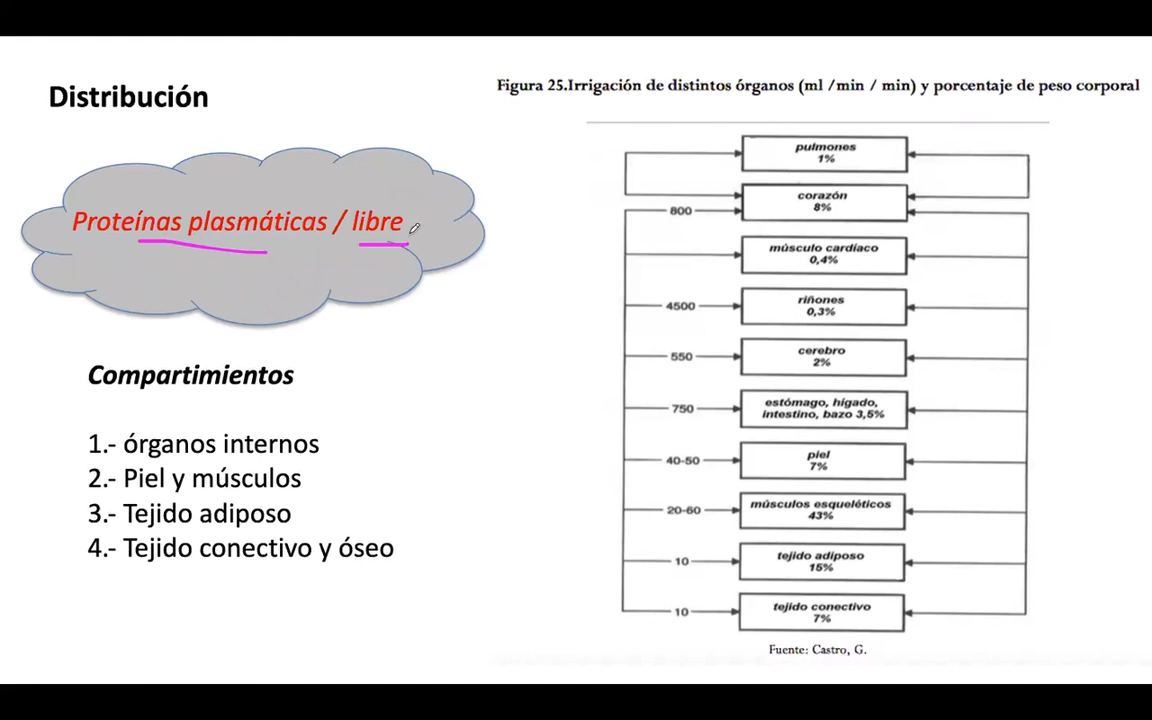 Distribución
Proteínas plasmáticas / libre
Compartimientos
1.- órganos internos
2.- Piel y músculos
3.- Tejido adiposo
4.- Tejido conectivo y óseo
Figura 25.Irrigación de distintos órganos (ml /min / min) y porcentaje de peso corporal
pulmones
1%
corazón
8%
800
músculo cardíaco
0,4%
riñones
0,3%
4500
cerebro
2%
550
estómago, hígado,
intestino, bazo 3,5%
750
piel
7%
40-50
músculos esqueléticos
43%
20-60
tejido adiposo
15%
10
tejido conectivo
7%
10
Fuente: Castro, G.